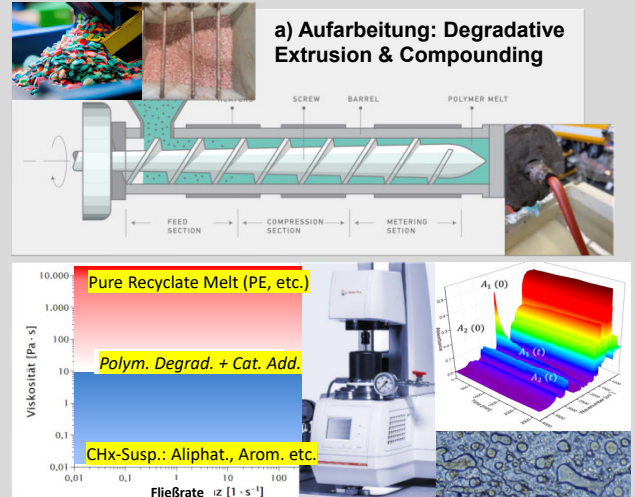 a) Aufarbeitung: Degradative
Extrusion & Compounding
SCREW
BARREL
POLYMER MELT
FEED
SECTION
COMPRESSION
SECTION
METERING
SETION
10.000
1.000
100
10
1
0,1
0,01
Viskosität [Pa·s]
Pure Recyclate Melt (PE, etc.)
Polym. Degrad. + Cat. Add.
CHx-Susp.: Aliphat., Arom. etc.
0,01
0,1
1
10
100
Fließrate
[1·s⁻¹]
A₁ (0)
A₂ (0)
A₁ (t)
A₂ (t)